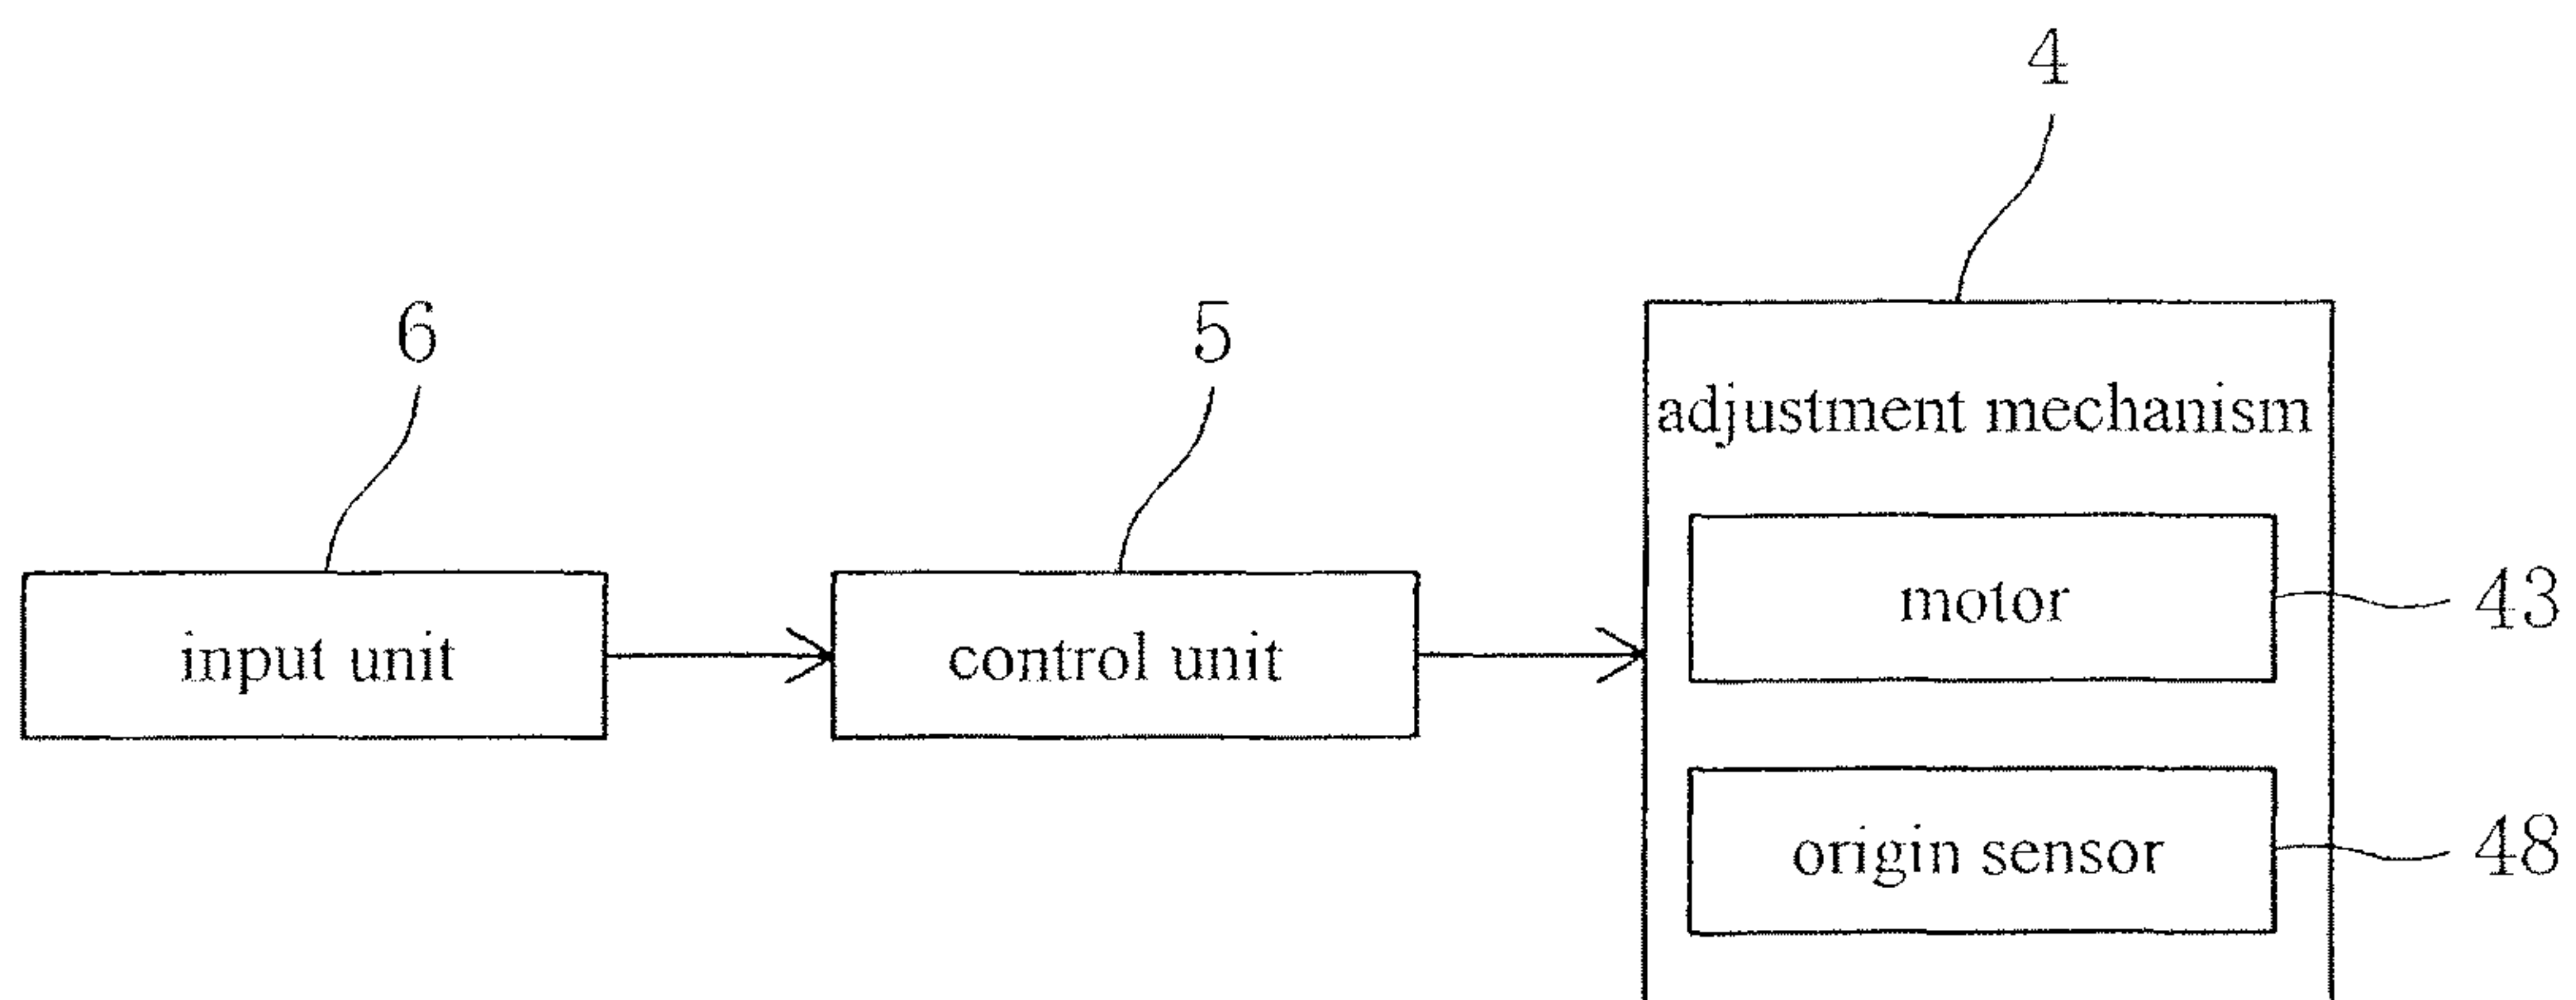 4
6
5
adjustment mechanism
motor
43
input unit
control unit
origin sensor
48